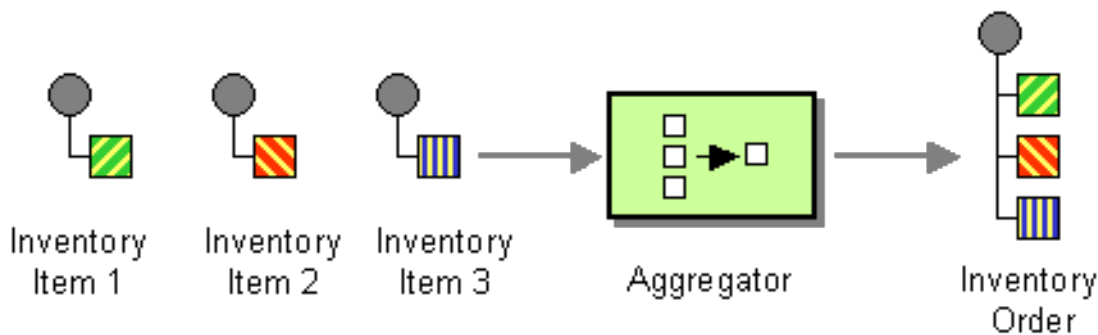 Inventory
Item 1
Inventory
Item 2
Inventory
Item 3
Aggregator
Inventory
Order